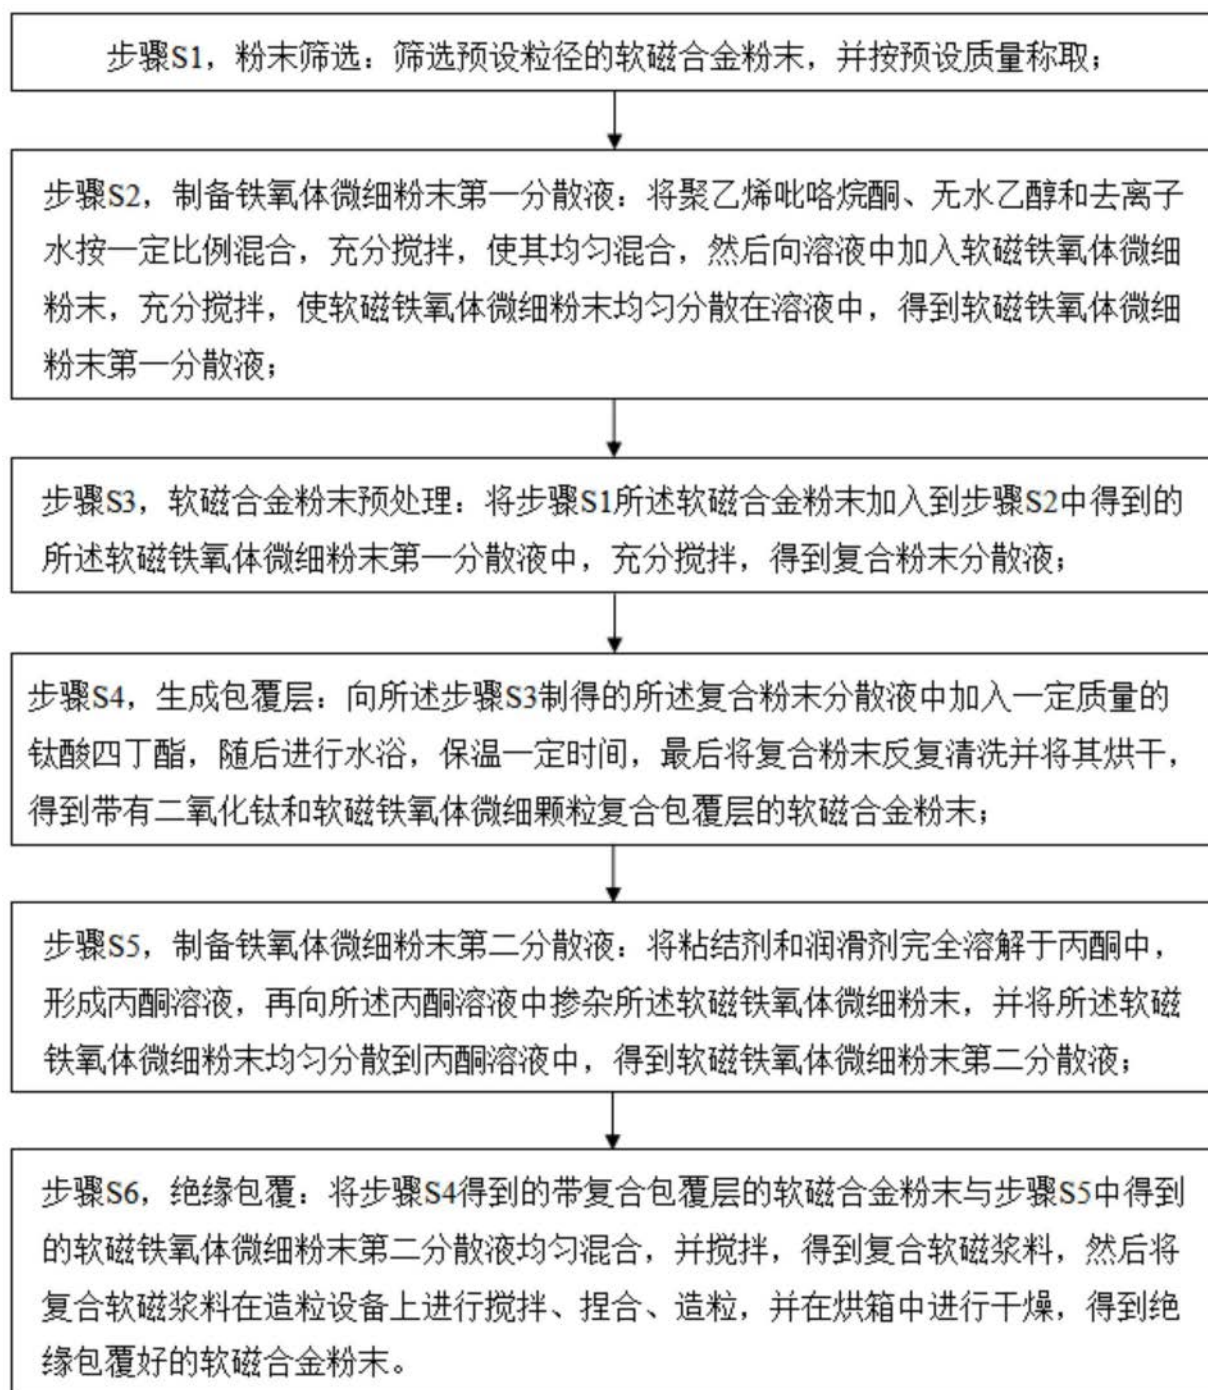 步骤S1，粉末筛选：筛选预设粒径的软磁合金粉末，并按预设质量称取；
步骤S2，制备铁氧体微细粉末第一分散液：将聚乙烯吡咯烷酮、无水乙醇和去离子
水按一定比例混合，充分搅拌，使其均匀混合，然后向溶液中加入软磁铁氧体微细
粉末，充分搅拌，使软磁铁氧体微细粉末均匀分散在溶液中，得到软磁铁氧体微细
粉末第一分散液；
步骤S3，软磁合金粉末预处理：将步骤S1所述软磁合金粉末加入到步骤S2中得到的
所述软磁铁氧体微细粉末第一分散液中，充分搅拌，得到复合粉末分散液；
步骤S4，生成包覆层：向所述步骤S3制得的所述复合粉末分散液中加入一定质量的
钛酸四丁酯，随后进行水浴，保温一定时间，最后将复合粉末反复清洗并将其烘干，
得到带有二氧化钛和软磁铁氧体微细颗粒复合包覆层的软磁合金粉末；
步骤S5，制备铁氧体微细粉末第二分散液：将粘结剂和润滑剂完全溶解于丙酮中，
形成丙酮溶液，再向所述丙酮溶液中掺杂所述软磁铁氧体微细粉末，并将所述软磁
铁氧体微细粉末均匀分散到丙酮溶液中，得到软磁铁氧体微细粉末第二分散液；
步骤S6，绝缘包覆：将步骤S4得到的带复合包覆层的软磁合金粉末与步骤S5中得到
的软磁铁氧体微细粉末第二分散液均匀混合，并搅拌，得到复合软磁浆料，然后将
复合软磁浆料在造粒设备上进行搅拌、捏合、造粒，并在烘箱中进行干燥，得到绝
缘包覆好的软磁合金粉末。